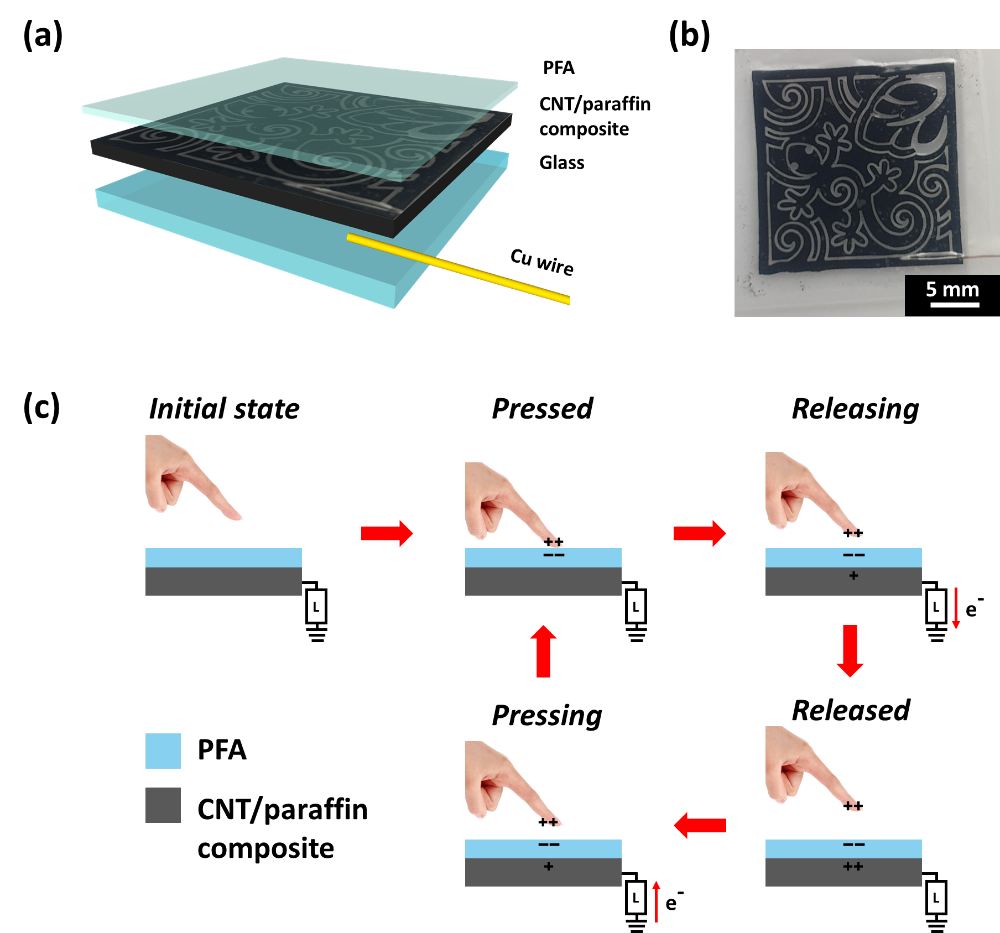 (a)
PFA
CNT/paraffin
composite
Glass
Cu wire
(b)
5 mm
(c)
Initial state
Pressed
Releasing
++
−−
L
++
−−
L
++
−−
+
L
e-
Pressing
Released
PFA
CNT/paraffin
composite
++
−−
+
L
e-
++
−−
++
L